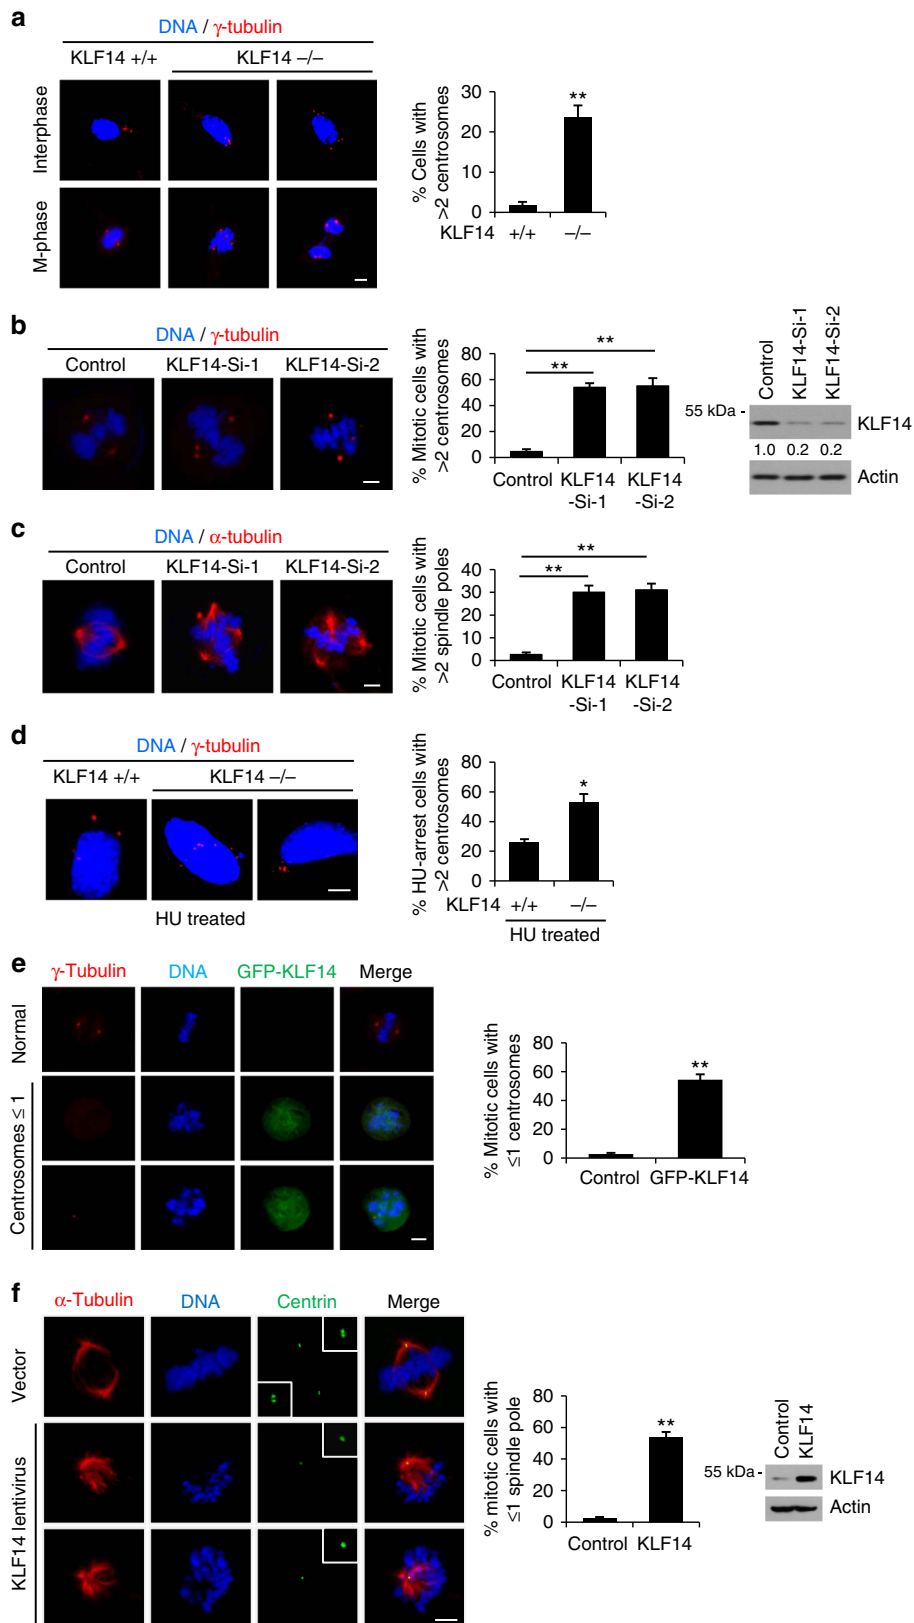 a
DNA / γ-tubulin
KLF14 +/+
KLF14 –/–
Interphase
M-phase
% Cells with
>2 centrosomes
30
20
10
0
**
KLF14
+/+
–/–
b
DNA / γ-tubulin
Control
KLF14-Si-1
KLF14-Si-2
% Mitotic cells with
>2 centrosomes
80
60
40
20
0
**
**
Control
KLF14
-Si-1
KLF14
-Si-2
Control
KLF14-Si-1
KLF14-Si-2
55 kDa -
KLF14
1.0 0.2 0.2
Actin
c
DNA / α-tubulin
Control
KLF14-Si-1
KLF14-Si-2
% Mitotic cells with
>2 spindle poles
40
30
20
10
0
**
**
Control
KLF14
-Si-1
KLF14
-Si-2
d
DNA / γ-tubulin
KLF14 +/+
KLF14 –/–
HU treated
% HU-arrest cells with
>2 centrosomes
80
60
40
20
0
*
KLF14
+/+
–/–
HU treated
e
γ-Tubulin
DNA
GFP-KLF14
Merge
Normal
Centrosomes ≤ 1
% Mitotic cells with
≤1 centrosomes
80
60
40
20
0
**
Control
GFP-KLF14
f
α-Tubulin
DNA
Centrin
Merge
Vector
KLF14 lentivirus
% mitotic cells with
≤1 spindle pole
80
60
40
20
0
**
Control
KLF14
Control
KLF14
55 kDa -
KLF14
Actin